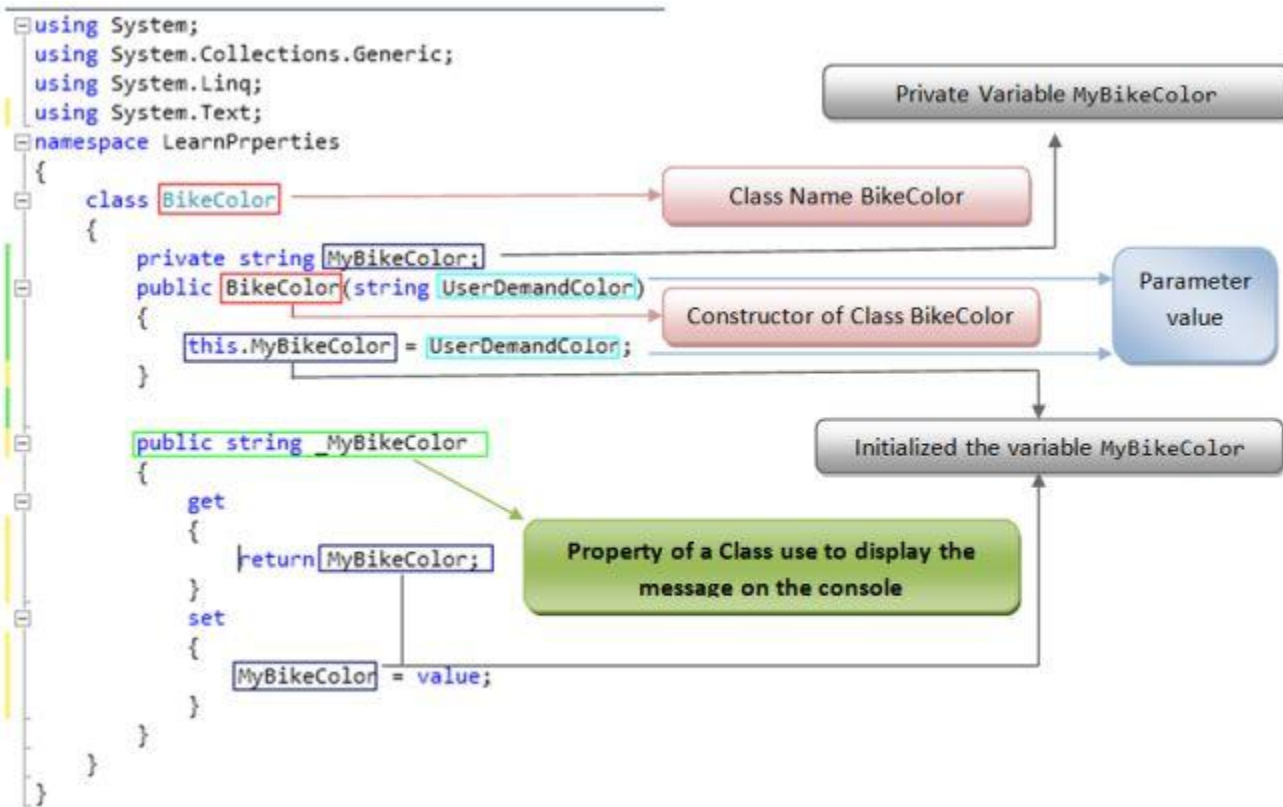 using System;
using System.Collections.Generic;
using System.Linq;
using System.Text;
namespace LearnPrperties
{
class BikeColor
{
private string MyBikeColor;
public BikeColor(string UserDemandColor)
{
this.MyBikeColor = UserDemandColor;
}
public string _MyBikeColor
{
get
{
return MyBikeColor;
}
set
{
MyBikeColor = value;
}
}
}
}
Private Variable MyBikeColor
Class Name BikeColor
Parameter
value
Constructor of Class BikeColor
Initialized the variable MyBikeColor
Property of a Class use to display the
message on the console